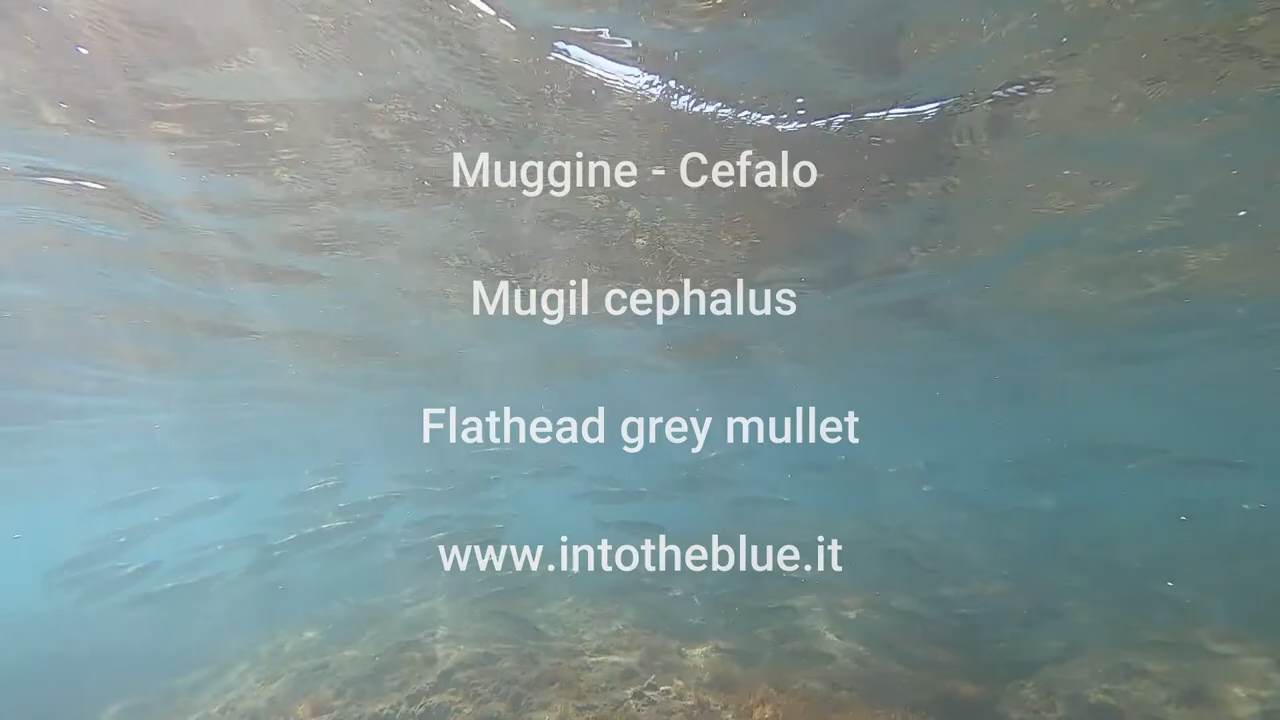 Muggine - Cefalo
Mugil cephalus
Flathead grey mullet
www.intotheblue.it